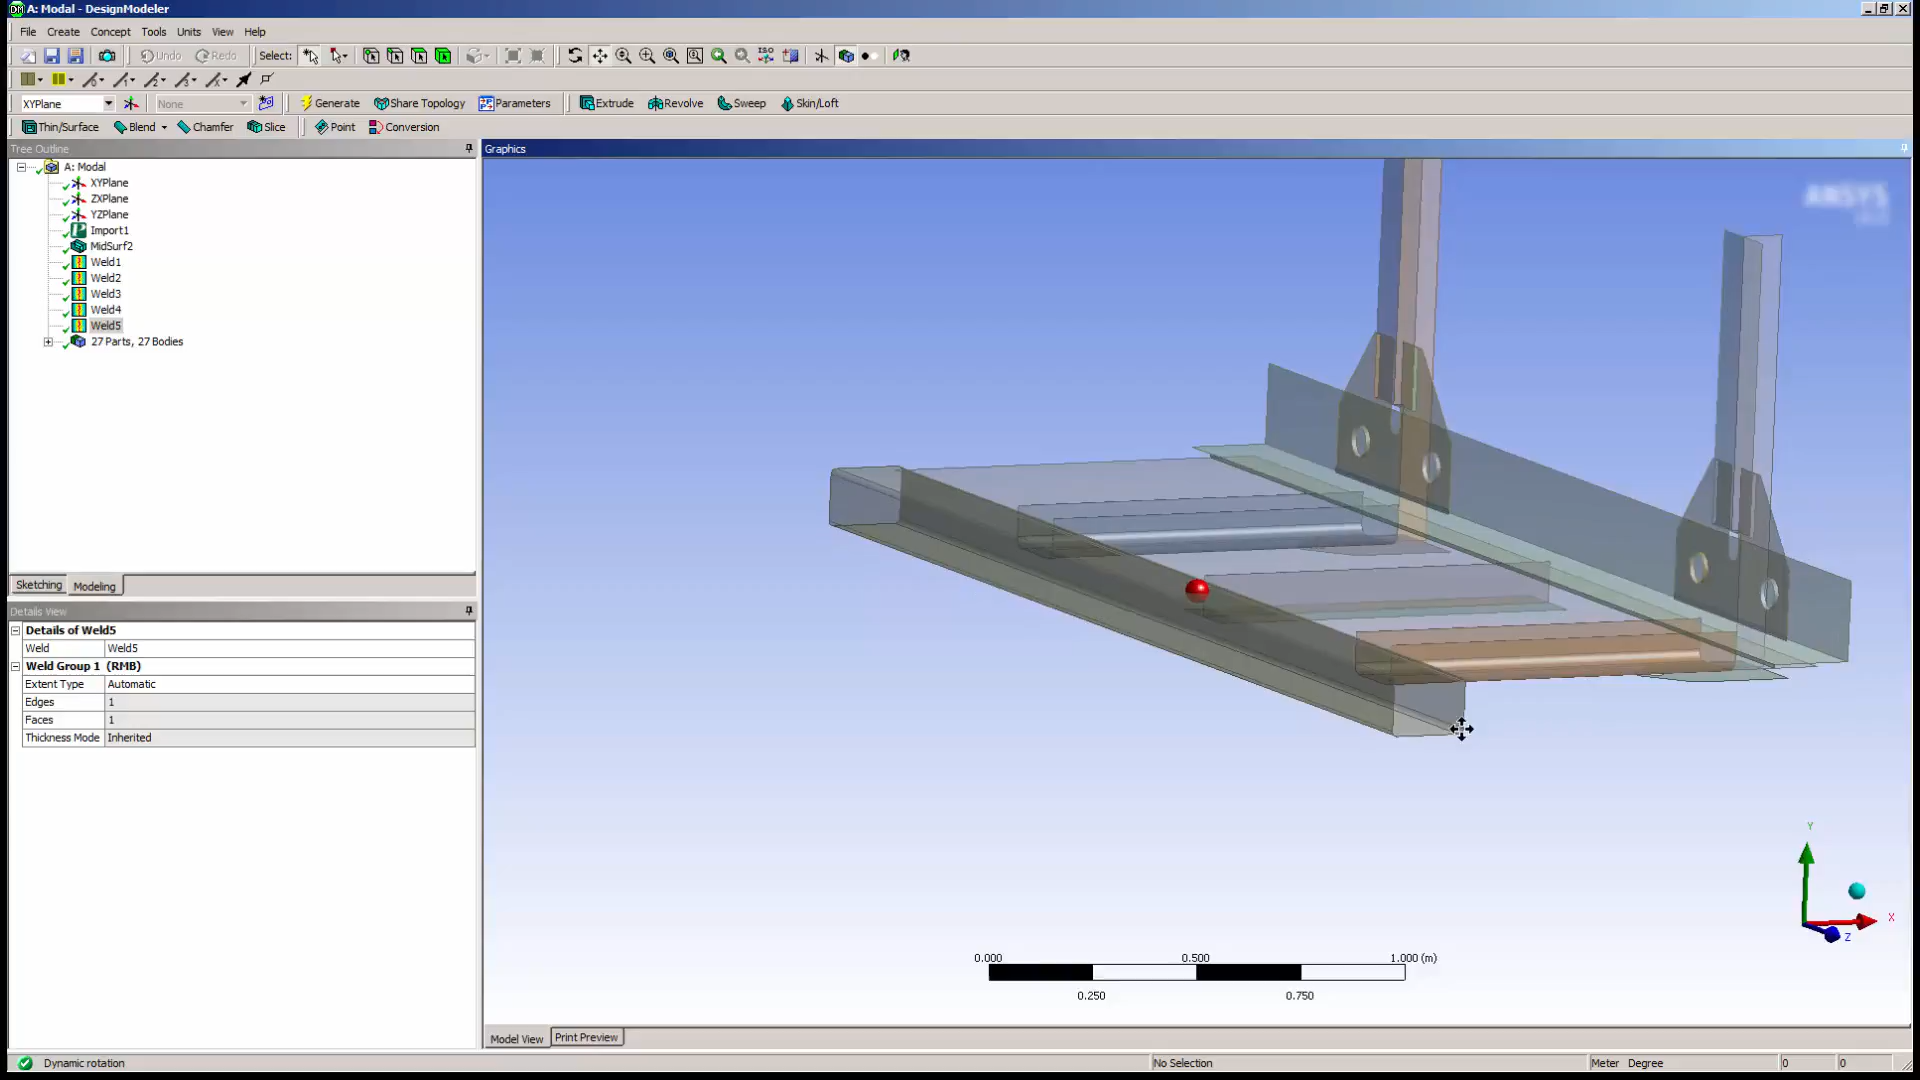 A: Modal - DesignModeler
File Create Concept Tools Units View Help
Undo Redo Select: ISO
XYPlane None Generate Share Topology Parameters Extrude Revolve Sweep Skin/Loft
Thin/Surface Blend Chamfer Slice Point Conversion
Tree Outline
A: Modal
XYPlane
ZXPlane
YZPlane
Import1
MidSurf2
Weld1
Weld2
Weld3
Weld4
Weld5
27 Parts, 27 Bodies
Sketching Modeling
Details View
Details of Weld5
Weld Weld5
Weld Group 1 (RMB)
Extent Type Automatic
Edges 1
Faces 1
Thickness Mode Inherited
Graphics
ANSYS
Y
X
Z
0.000 0.500 1.000 (m)
0.250 0.750
Model View Print Preview
Dynamic rotation No Selection Meter Degree 0 0